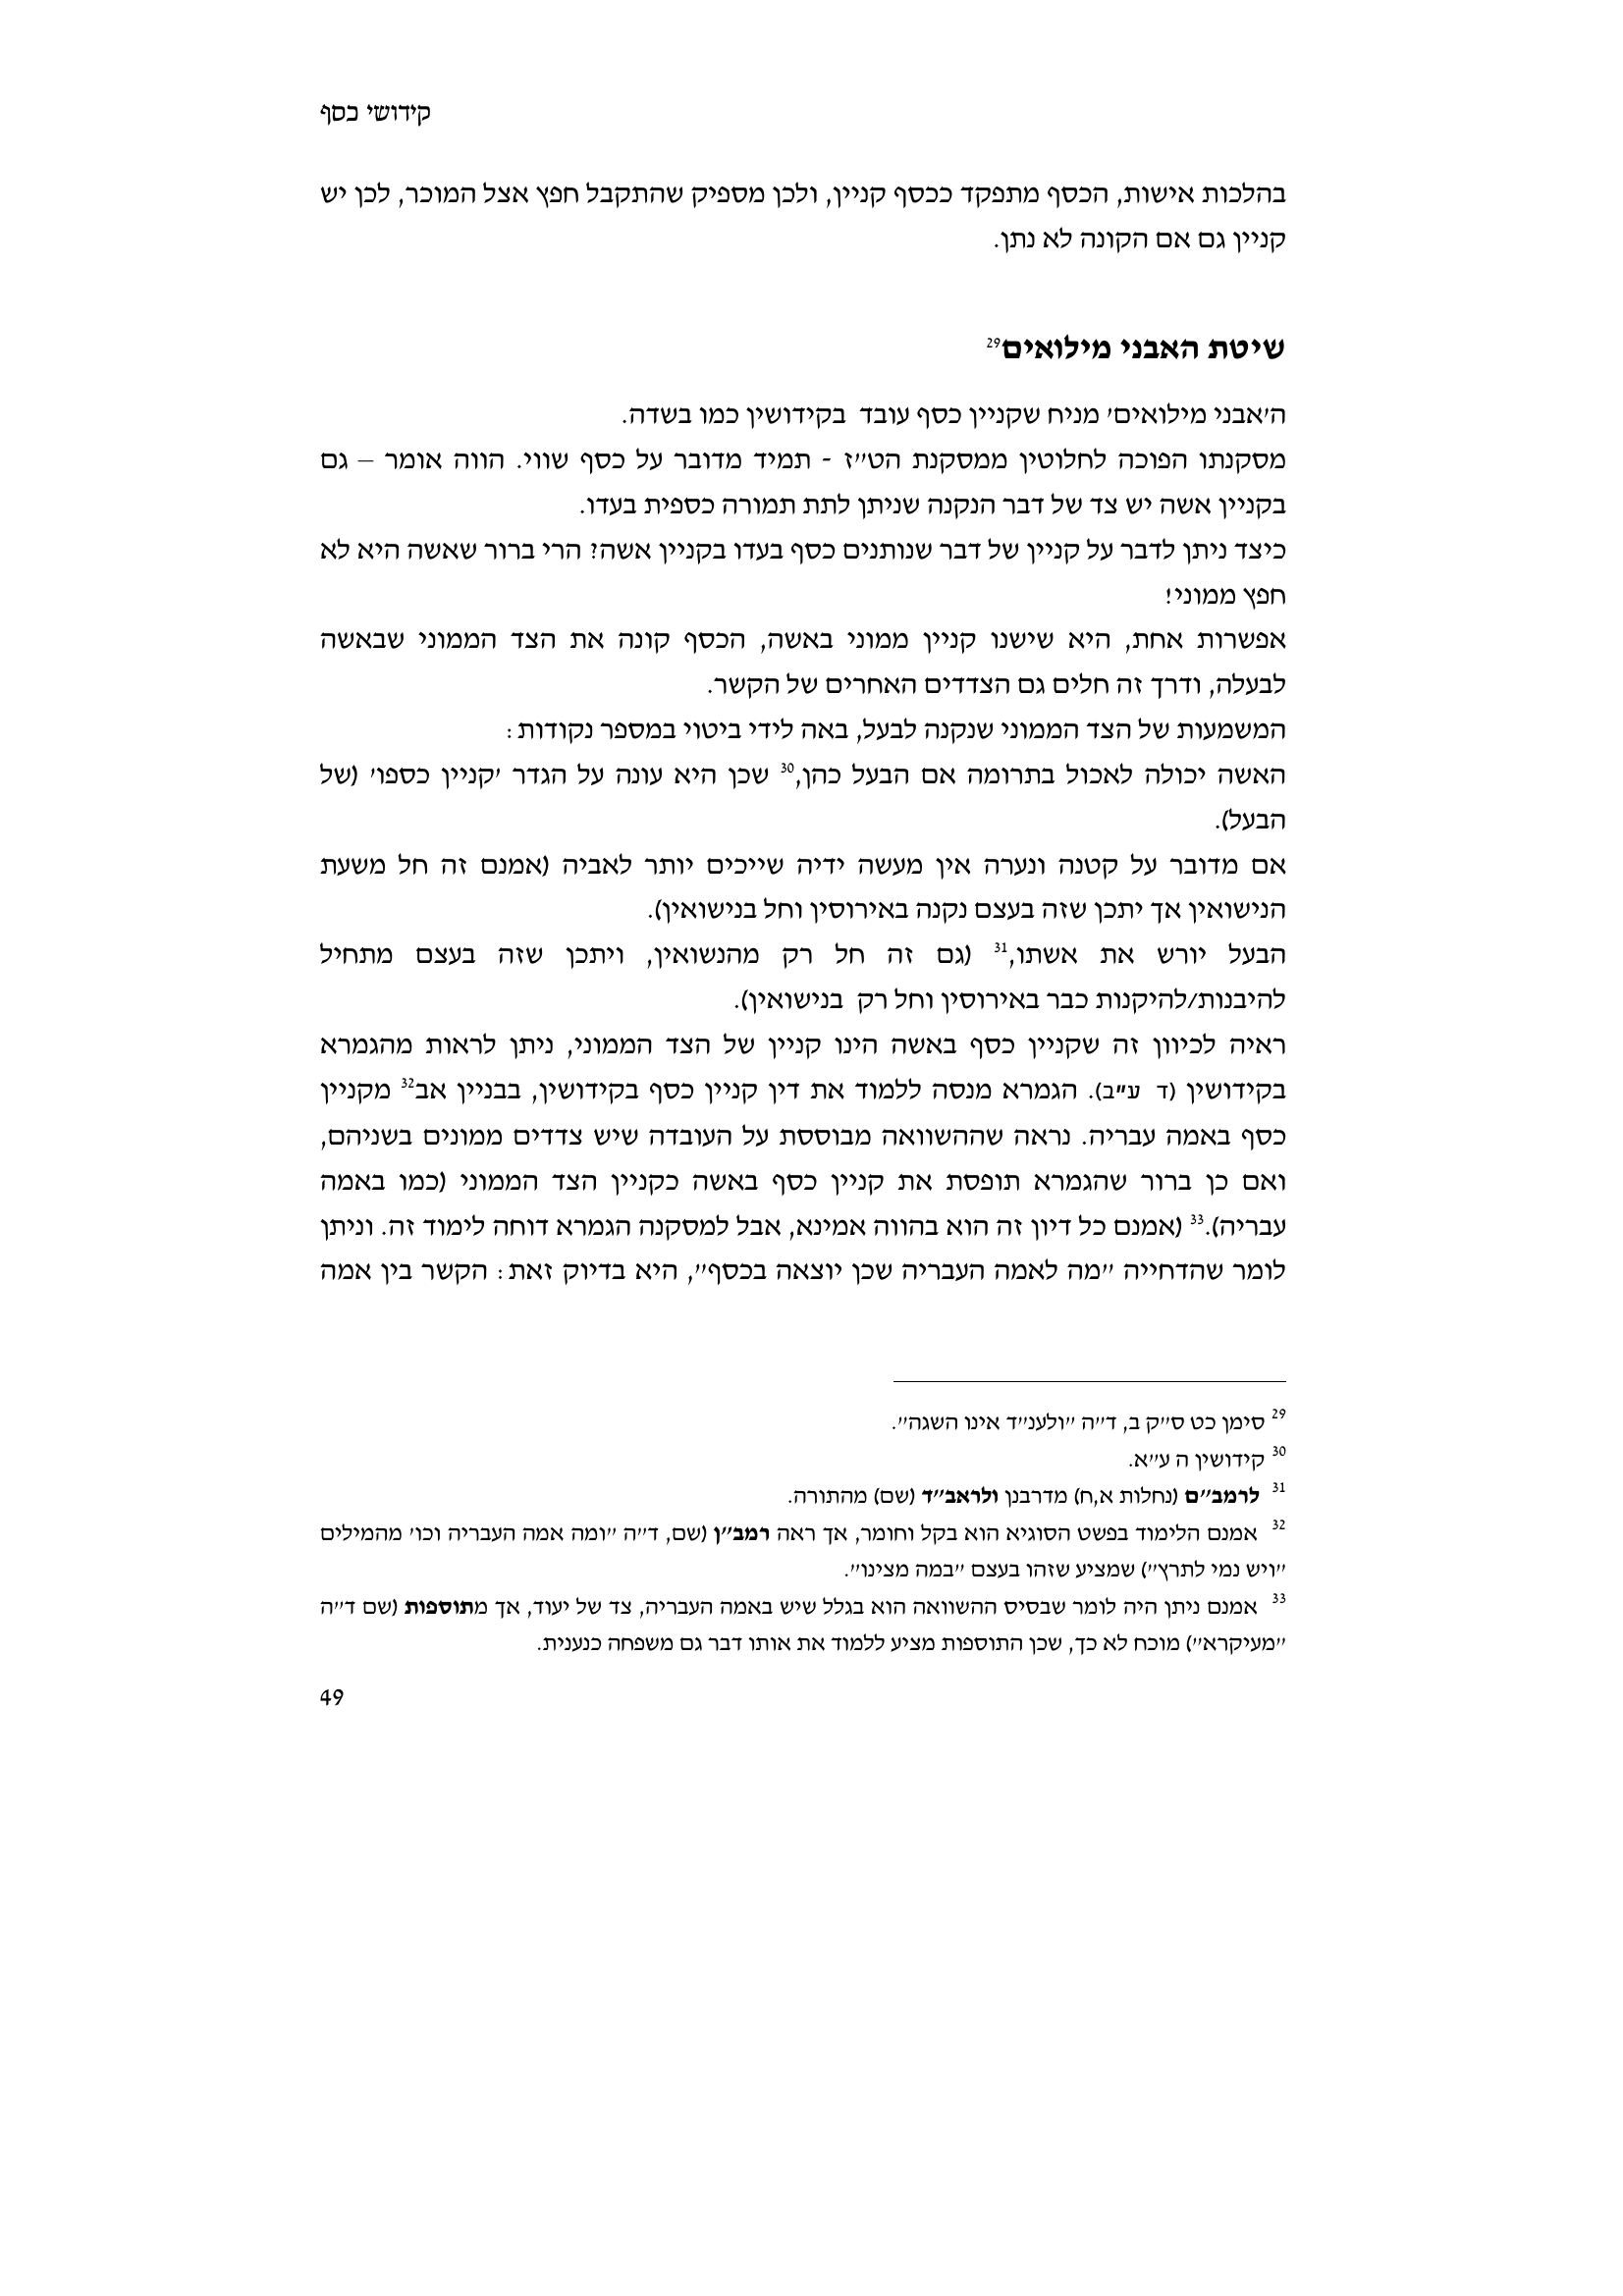 קידושי כסף
בהלכות אישות, הכסף מתפקד ככסף קניין, ולכן מספיק שהתקבל חפץ אצל המוכר, לכן יש
קניין גם אם הקונה לא נתן.
שיטת האבני מילואים29
ה'אבני מילואים' מניח שקניין כסף עובד בקידושין כמו בשדה.
מסקנתו הפוכה לחלוטין ממסקנת הט"ז - תמיד מדובר על כסף שווי. הווה אומר – גם
בקניין אשה יש צד של דבר הנקנה שניתן לתת תמורה כספית בעדו.
כיצד ניתן לדבר על קניין של דבר שנותנים כסף בעדו בקניין אשה? הרי ברור שאשה היא לא
חפץ ממוני!
אפשרות אחת, היא שישנו קניין ממוני באשה, הכסף קונה את הצד הממוני שבאשה
לבעלה, ודרך זה חלים גם הצדדים האחרים של הקשר.
המשמעות של הצד הממוני שנקנה לבעל, באה לידי ביטוי במספר נקודות:
האשה יכולה לאכול בתרומה אם הבעל כהן,30 שכן היא עונה על הגדר 'קניין כספו' (של
הבעל).
אם מדובר על קטנה ונערה אין מעשה ידיה שייכים יותר לאביה (אמנם זה חל משעת
הנישואין אך יתכן שזה בעצם נקנה באירוסין וחל בנישואין).
הבעל יורש את אשתו,31 (גם זה חל רק מהנשואין, ויתכן שזה בעצם מתחיל
להיבנות/להיקנות כבר באירוסין וחל רק בנישואין).
ראיה לכיוון זה שקניין כסף באשה הינו קניין של הצד הממוני, ניתן לראות מהגמרא
בקידושין (ד ע"ב). הגמרא מנסה ללמוד את דין קניין כסף בקידושין, בבניין אב32 מקניין
כסף באמה עבריה. נראה שההשוואה מבוססת על העובדה שיש צדדים ממונים בשניהם,
ואם כן ברור שהגמרא תופסת את קניין כסף באשה כקניין הצד הממוני (כמו באמה
עבריה).33 (אמנם כל דיון זה הוא בהווה אמינא, אבל למסקנה הגמרא דוחה לימוד זה. וניתן
לומר שהדחייה "מה לאמה העבריה שכן יוצאה בכסף", היא בדיוק זאת: הקשר בין אמה
29 סימן כט ס"ק ב, ד"ה "ולענ"ד אינו השגה".
30 קידושין ה ע"א.
31 לרמב"ם (נחלות א,ח) מדרבנן ולראב"ד (שם) מהתורה.
32 אמנם הלימוד בפשט הסוגיא הוא בקל וחומר, אך ראה רמב"ן (שם, ד"ה "ומה אמה העבריה וכו' מהמילים
"ויש נמי לתרץ") שמציע שזהו בעצם "במה מצינו".
33 אמנם ניתן היה לומר שבסיס ההשוואה הוא בגלל שיש באמה העבריה, צד של יעוד, אך מתוספות (שם ד"ה
"מעיקרא") מוכח לא כך, שכן התוספות מציע ללמוד את אותו דבר גם משפחה כנענית.
49